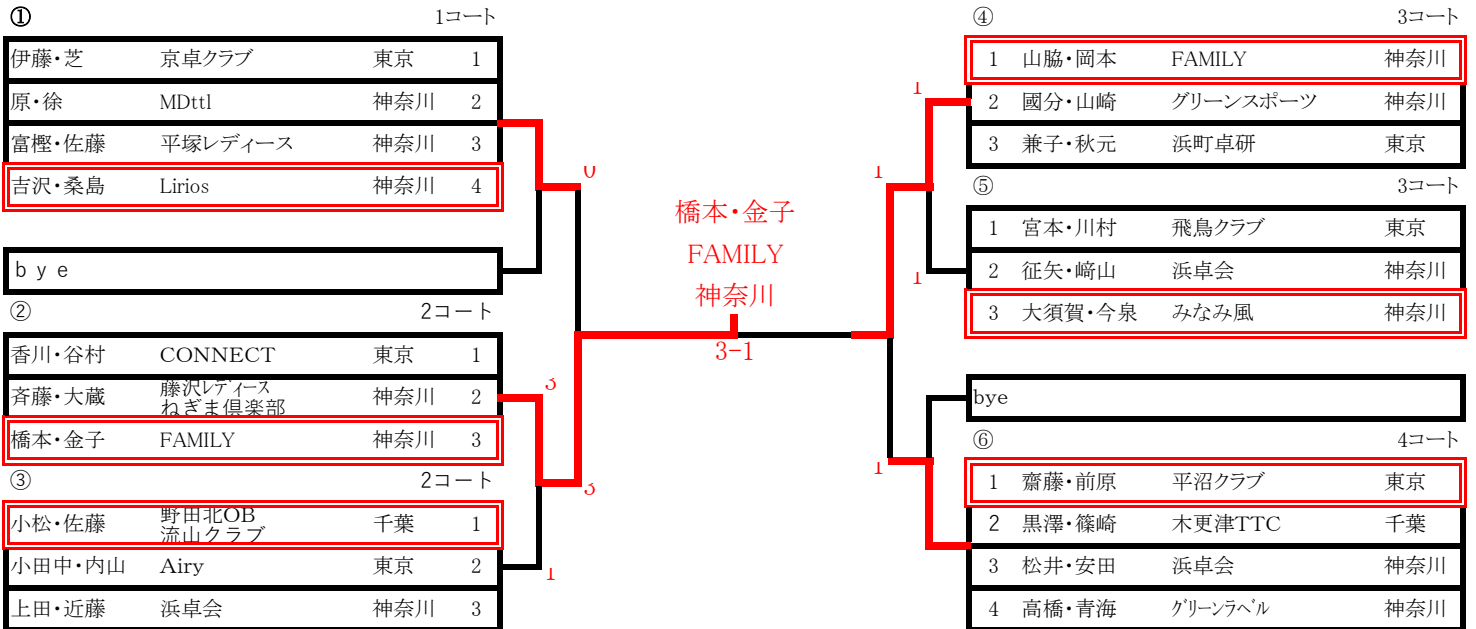 ① 1コート
伊藤・芝 京卓クラブ 東京 1
原・徐 MDttl 神奈川 2
富樫・佐藤 平塚レディース 神奈川 3
吉沢・桑島 Lirios 神奈川 4
bye
② 2コート
香川・谷村 CONNECT 東京 1
斉藤・大蔵 藤沢レディース 神奈川 2
ねぎま倶楽部
橋本・金子 FAMILY 神奈川 3
③ 2コート
小松・佐藤 野田北OB 千葉 1
流山クラブ
小田中・内山 Airy 東京 2
上田・近藤 浜卓会 神奈川 3
0
3
3
1
橋本・金子
FAMILY
神奈川
3-1
1
1
1
1
④ 3コート
1 山脇・岡本 FAMILY 神奈川
2 國分・山崎 グリーンスポーツ 神奈川
3 兼子・秋元 浜町卓研 東京
⑤ 3コート
1 宮本・川村 飛鳥クラブ 東京
2 征矢・﨑山 浜卓会 神奈川
3 大須賀・今泉 みなみ風 神奈川
bye
⑥ 4コート
1 齋藤・前原 平沼クラブ 東京
2 黒澤・篠崎 木更津TTC 千葉
3 松井・安田 浜卓会 神奈川
4 高橋・青海 グリーンラベル 神奈川